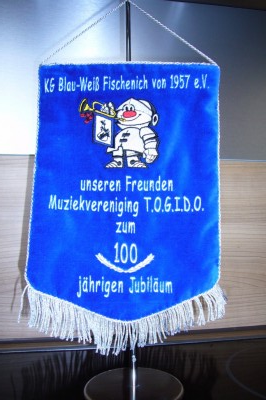 KG Blau-Weiß Fischenich von 1957 e.V.
unseren Freunden
Muziekvereniging T.O.G.I.D.O.
zum
100
jährigen Jubiläum